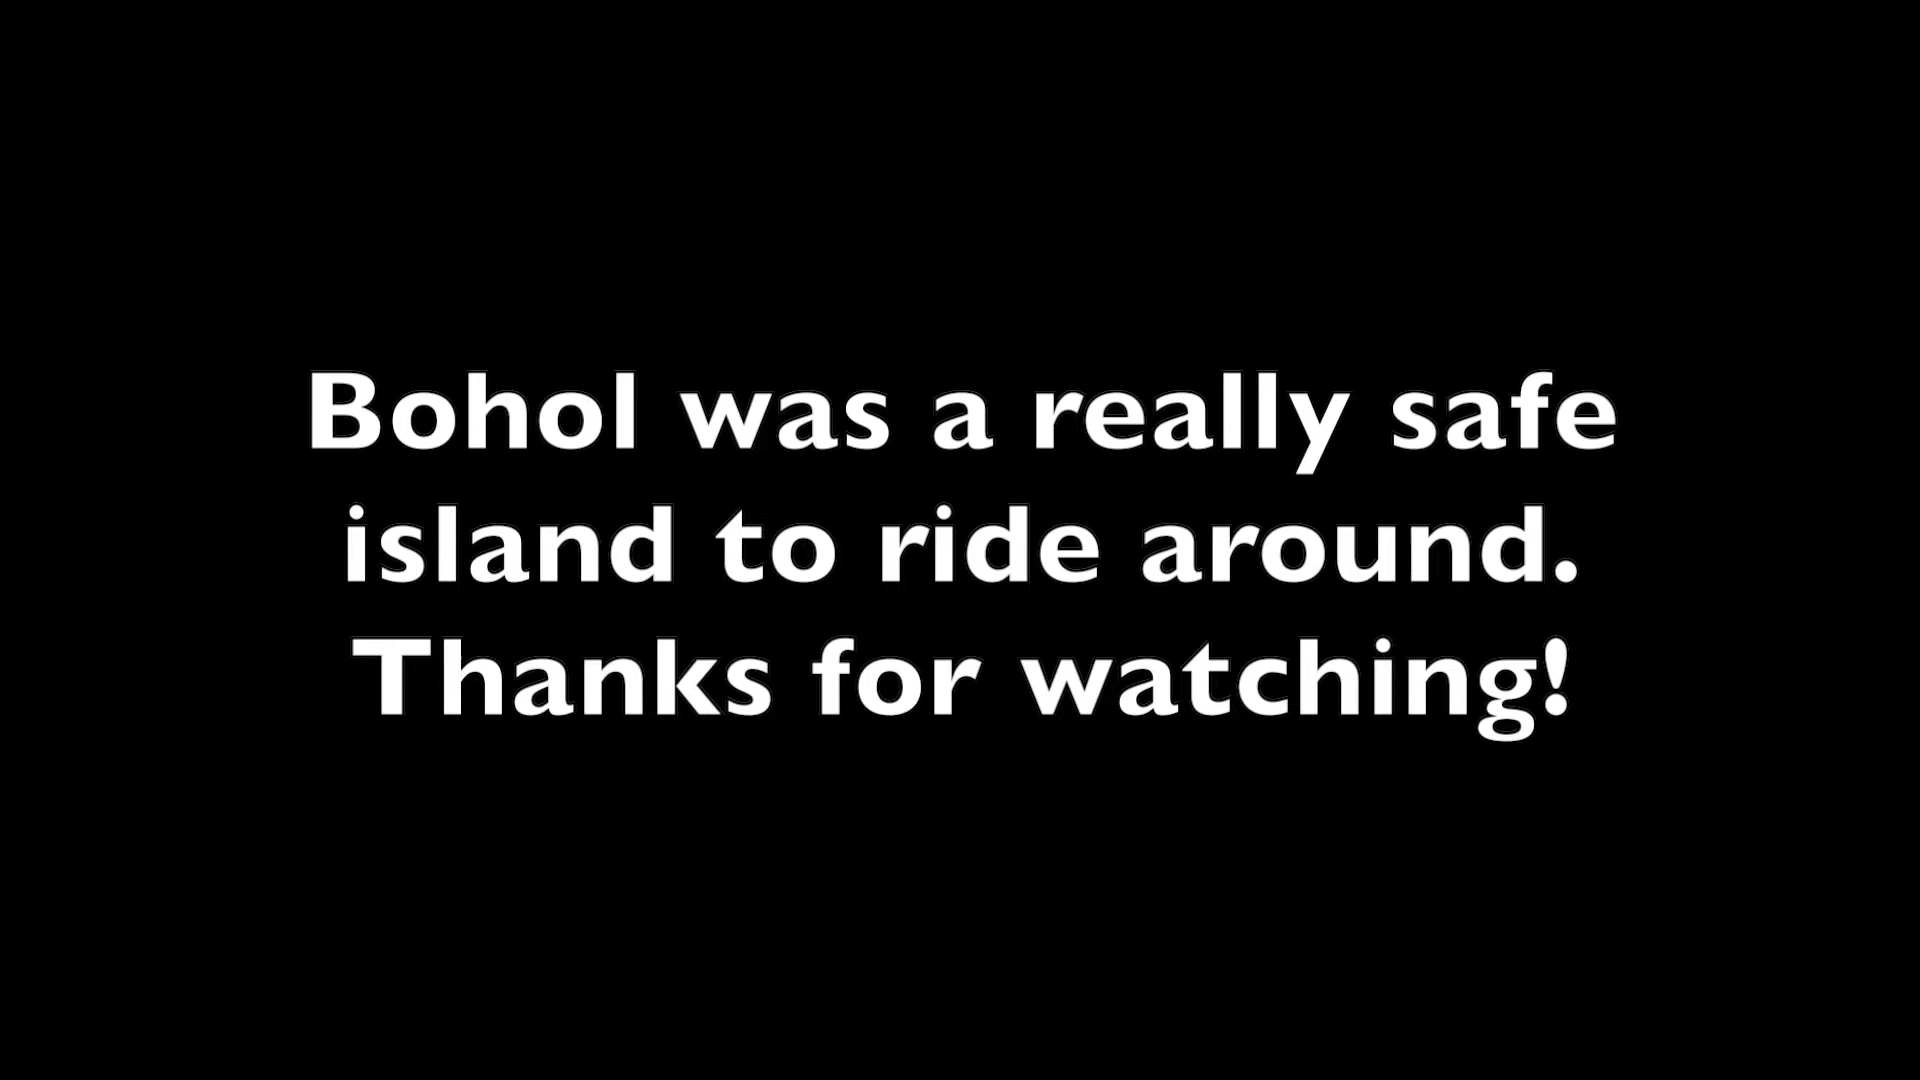 Bohol was a really safe
island to ride around.
Thanks for watching!